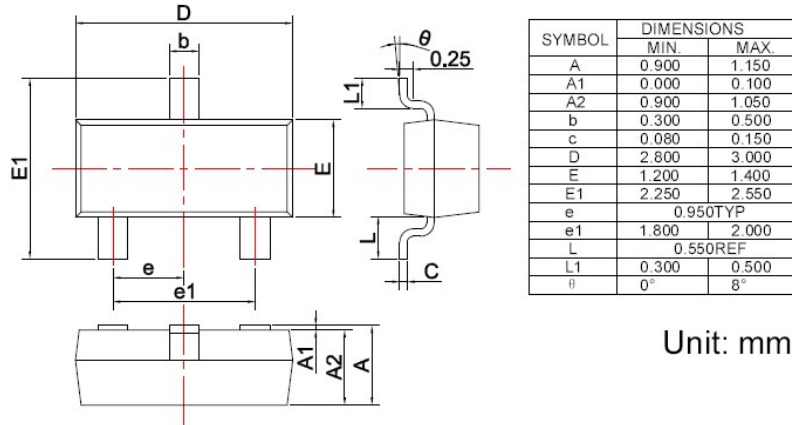 D
b
θ
0.25
L1
E1
E
L
C
e
e1
A1
A2
A
SYMBOL DIMENSIONS
MIN. MAX.
A 0.900 1.150
A1 0.000 0.100
A2 0.900 1.050
b 0.300 0.500
c 0.080 0.150
D 2.800 3.000
E 1.200 1.400
E1 2.250 2.550
e 0.950TYP
e1 1.800 2.000
L 0.550REF
L1 0.300 0.500
θ 0° 8°
Unit: mm